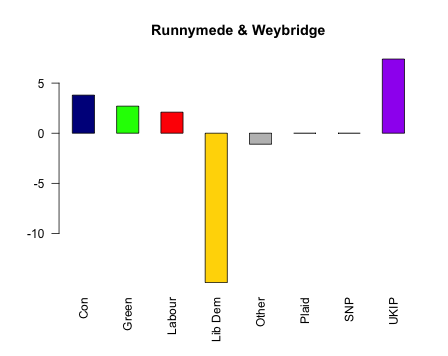 Runnymede & Weybridge
5
0
-5
-10
Con
Green
Labour
Lib Dem
Other
Plaid
SNP
UKIP